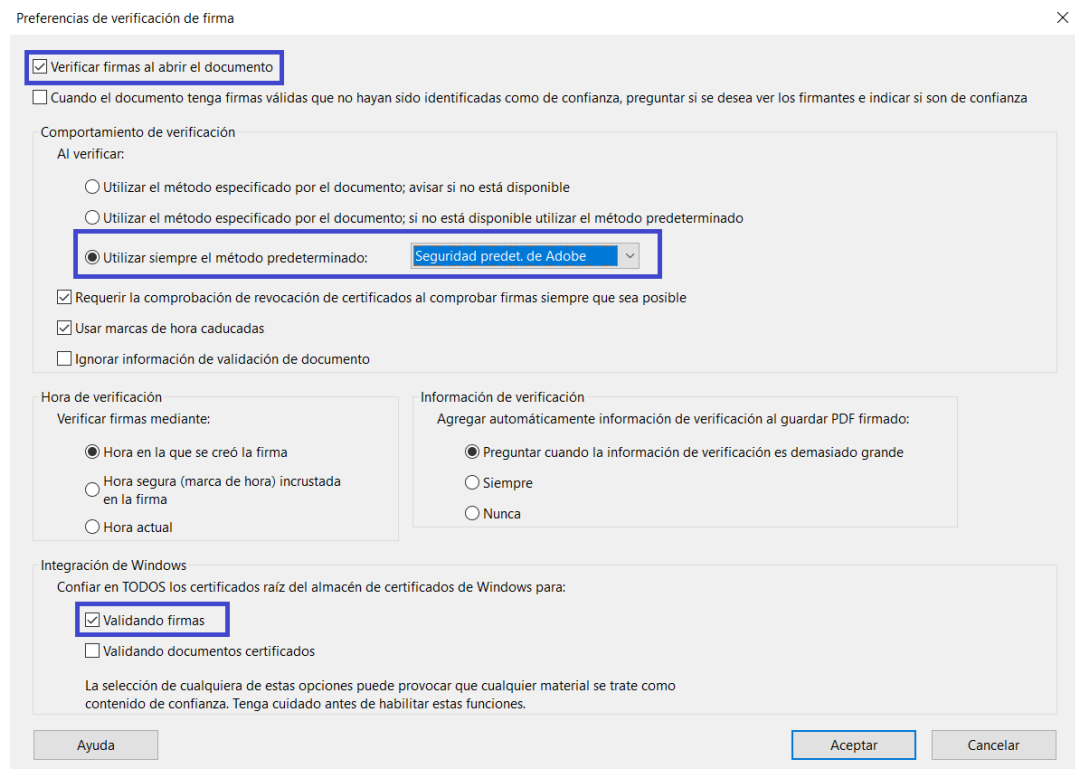 Preferencias de verificación de firma
Verificar firmas al abrir el documento
Cuando el documento tenga firmas válidas que no hayan sido identificadas como de confianza, preguntar si se desea ver los firmantes e indicar si son de confianza
Comportamiento de verificación
Al verificar:
Utilizar el método especificado por el documento; avisar si no está disponible
Utilizar el método especificado por el documento; si no está disponible utilizar el método predeterminado
Utilizar siempre el método predeterminado: Seguridad predet. de Adobe
Requerir la comprobación de revocación de certificados al comprobar firmas siempre que sea posible
Usar marcas de hora caducadas
Ignorar información de validación de documento
Hora de verificación
Verificar firmas mediante:
Hora en la que se creó la firma
Hora segura (marca de hora) incrustada
en la firma
Hora actual
Información de verificación
Agregar automáticamente información de verificación al guardar PDF firmado:
Preguntar cuando la información de verificación es demasiado grande
Siempre
Nunca
Integración de Windows
Confiar en TODOS los certificados raíz del almacén de certificados de Windows para:
Validando firmas
Validando documentos certificados
La selección de cualquiera de estas opciones puede provocar que cualquier material se trate como
contenido de confianza. Tenga cuidado antes de habilitar estas funciones.
Ayuda
Aceptar
Cancelar